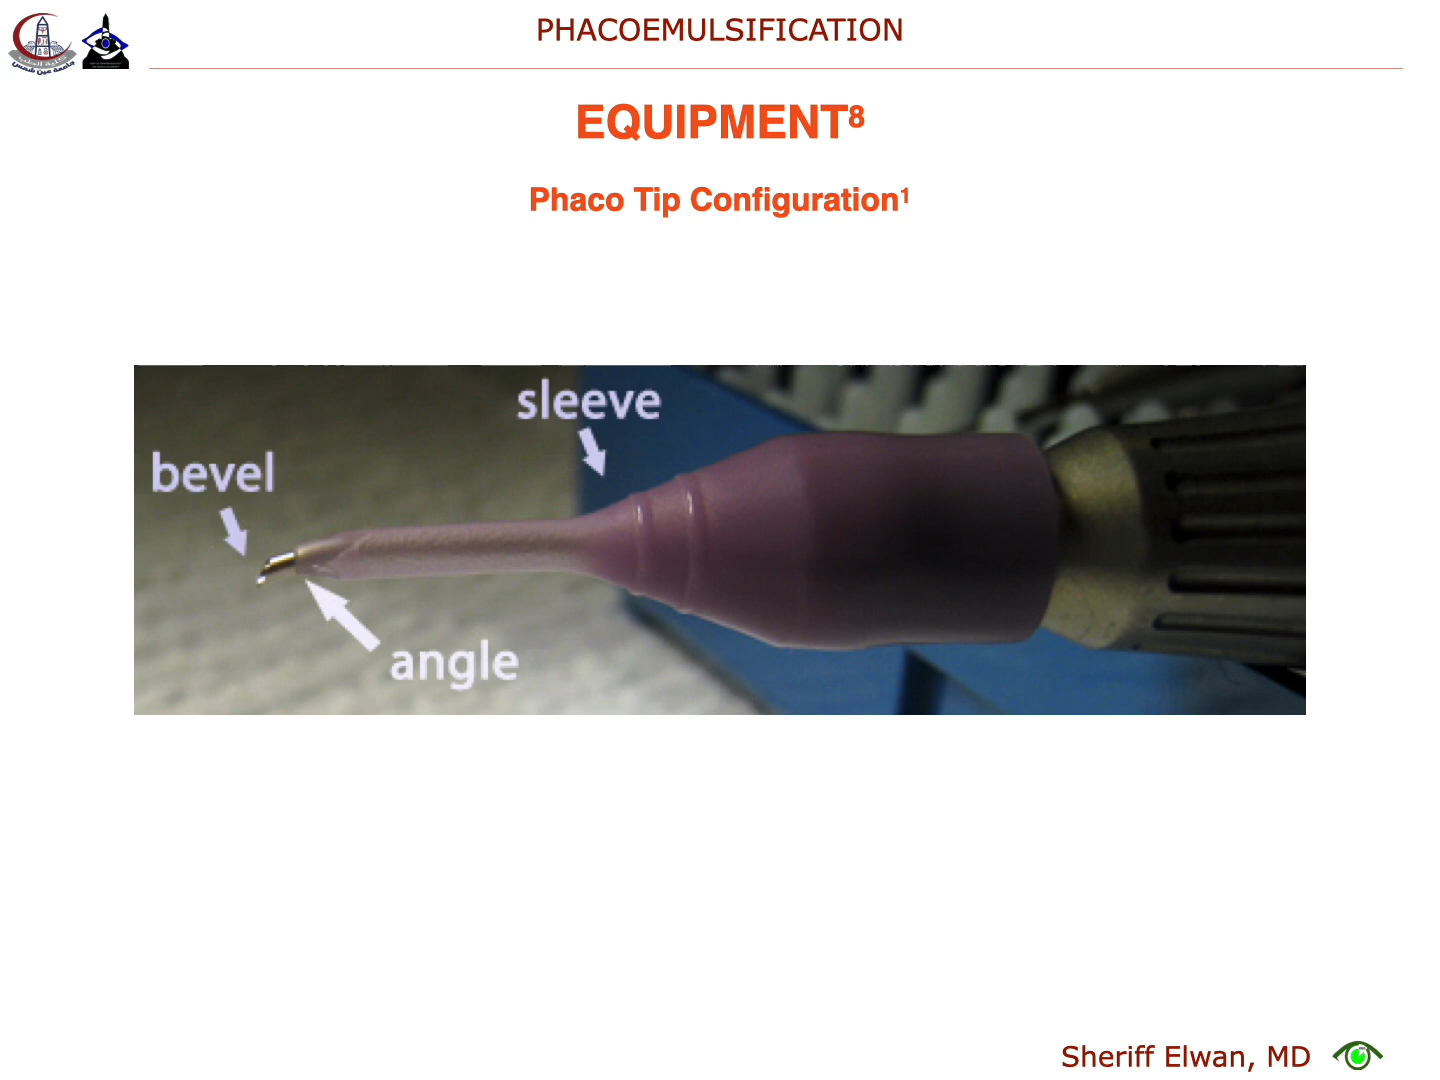 PHACOEMULSIFICATION
EQUIPMENT⁸
Phaco Tip Configuration¹
sleeve
bevel
angle
Sheriff Elwan, MD